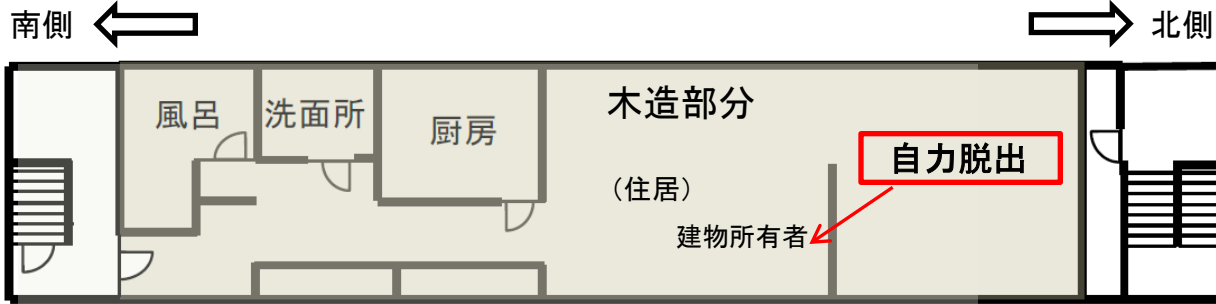 南側
北側
風呂
洗面所
厨房
木造部分
自力脱出
（住居）
建物所有者